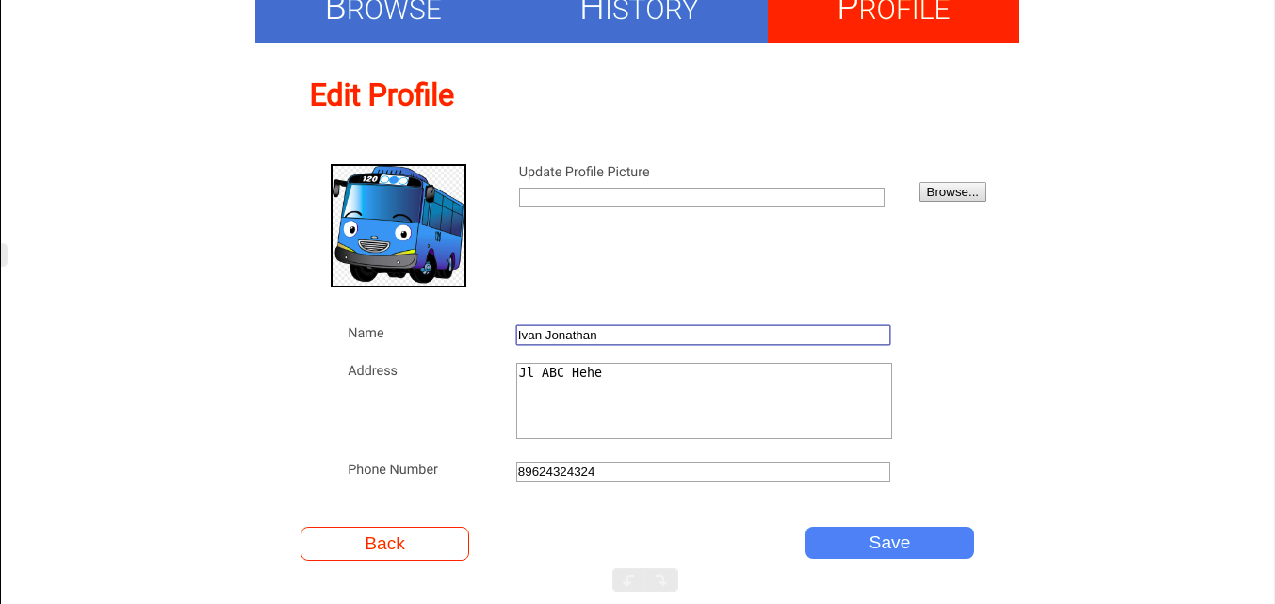 BROWSE HISTORY PROFILE
Edit Profile
120
Update Profile Picture
Browse...
120
Name
Ivan Jonathan
Address
Jl ABC Hehe
Phone Number
89624324324
Back
Save